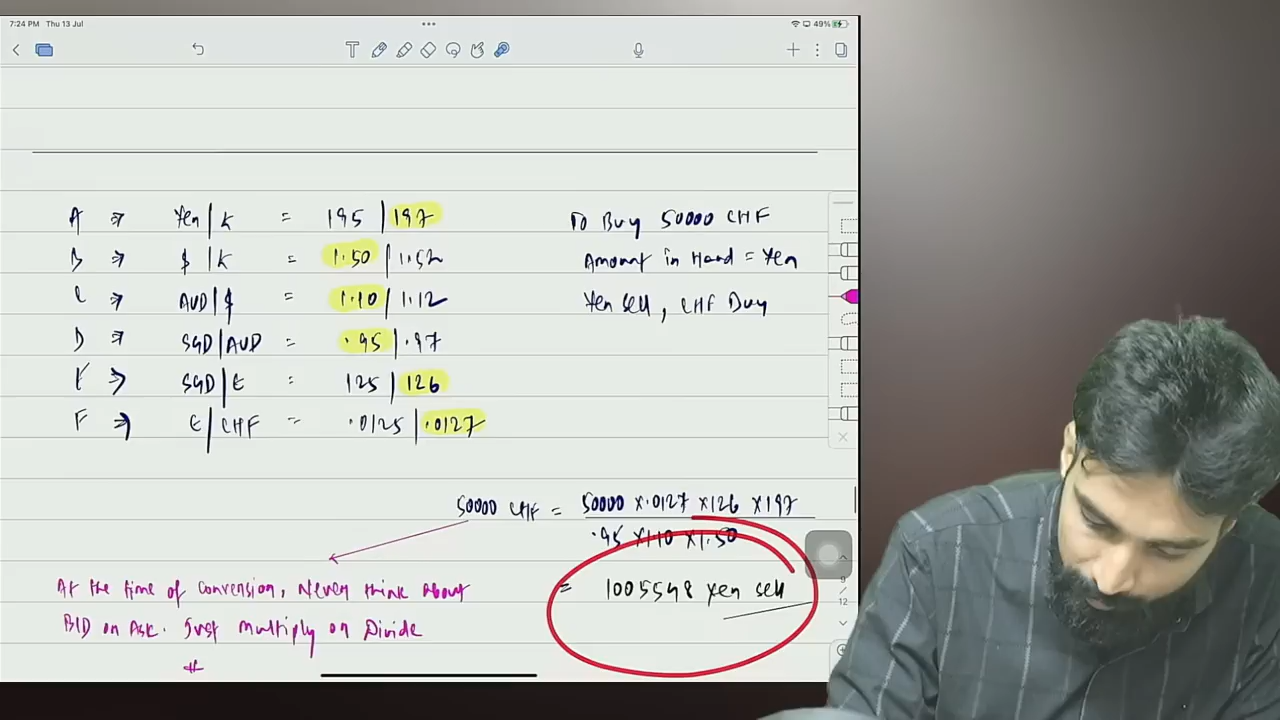 7:24 PM Thu 13 Jul
49%
A ⇒ Yen | £ = 195 | 197
B ⇒ $ | £ = 1.50 | 1.52
C ⇒ AUD | $ = 1.10 | 1.12
D ⇒ SGD | AUD = .95 | .97
E ⇒ SGD | € = 125 | 126
F ⇒ € | CHF = .0125 | .0127
To Buy 50000 CHF
Amount in Hand = Yen
Yen sell, CHF Buy
50000 CHF = 50000 x .0127 x 126 x 197
.95 x 1.10 x 1.50
= 1005548 Yen sell
At the time of conversion, Never think About
BID or Ask. Just multiply or Divide
9
/
12